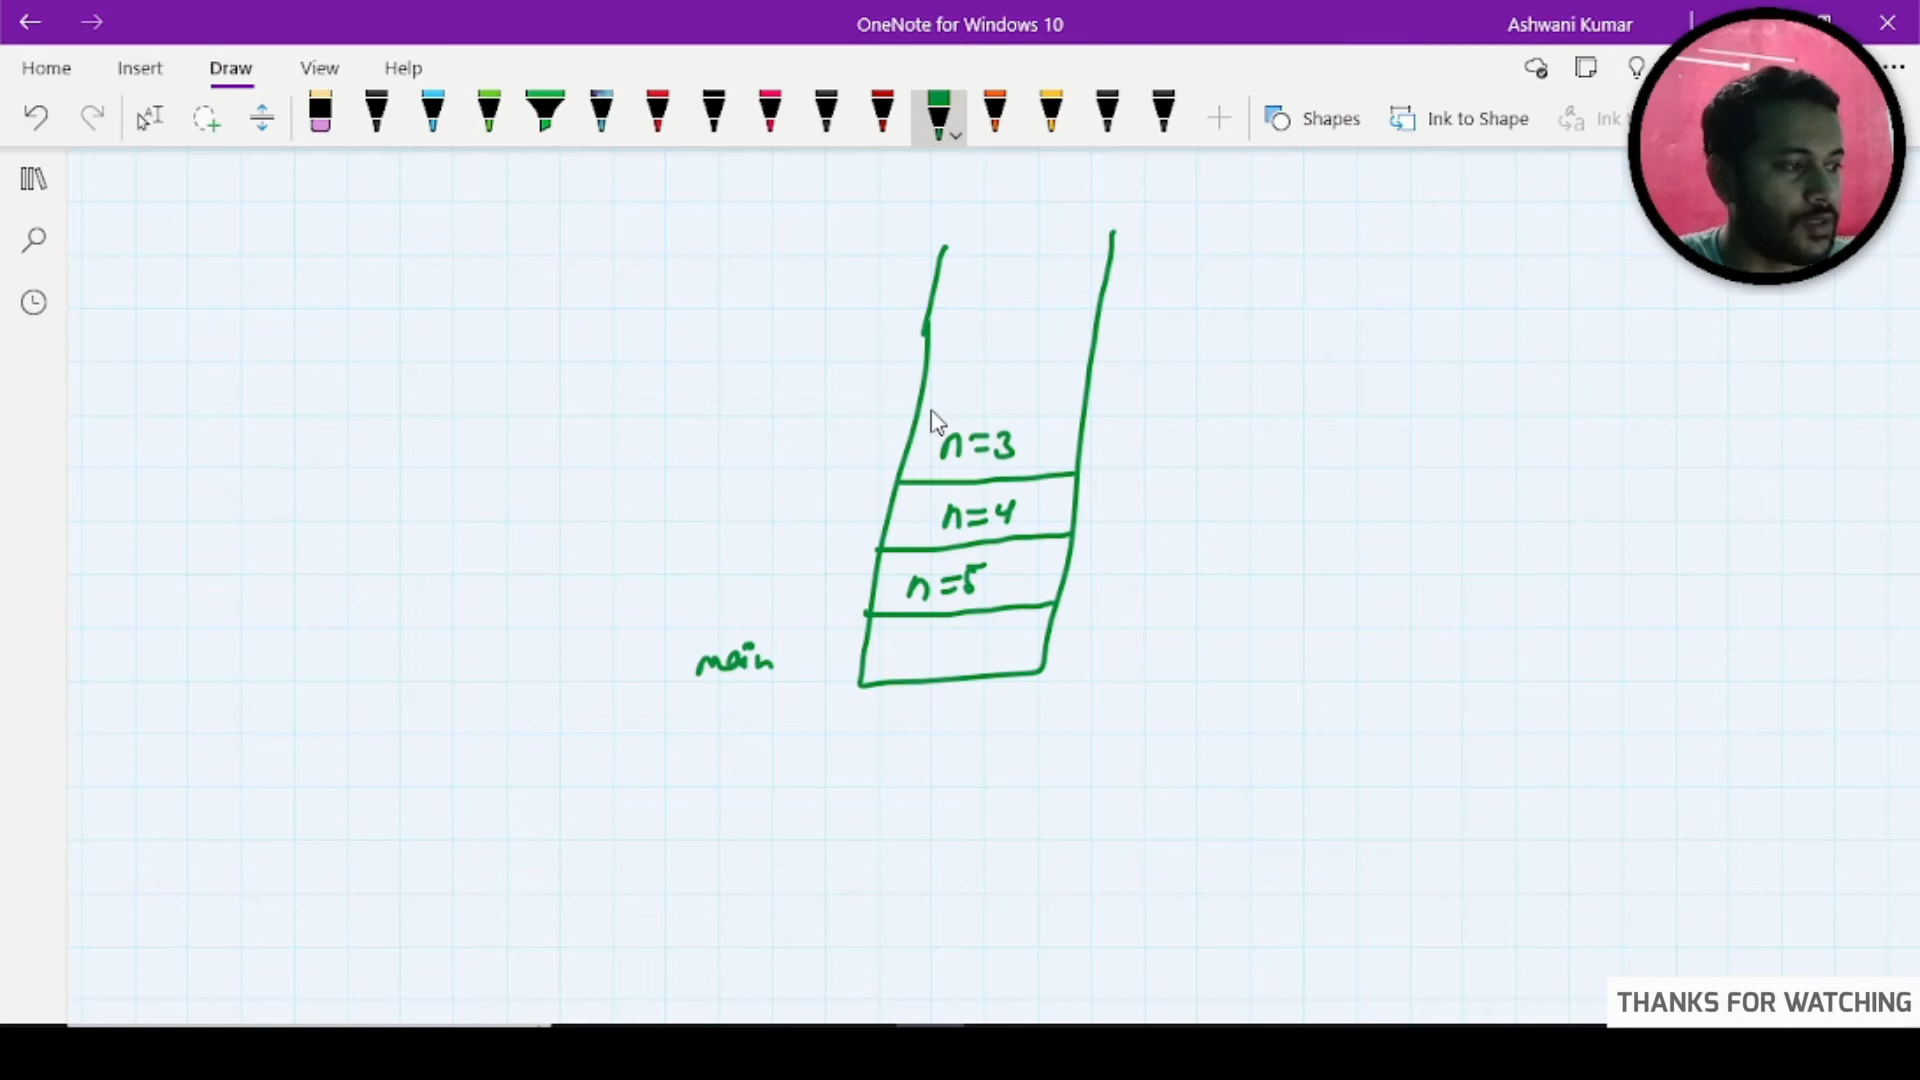 OneNote for Windows 10
Ashwani Kumar
Home Insert Draw View Help
Shapes Ink to Shape Ink
n=3
n=4
n=5
main
THANKS FOR WATCHING